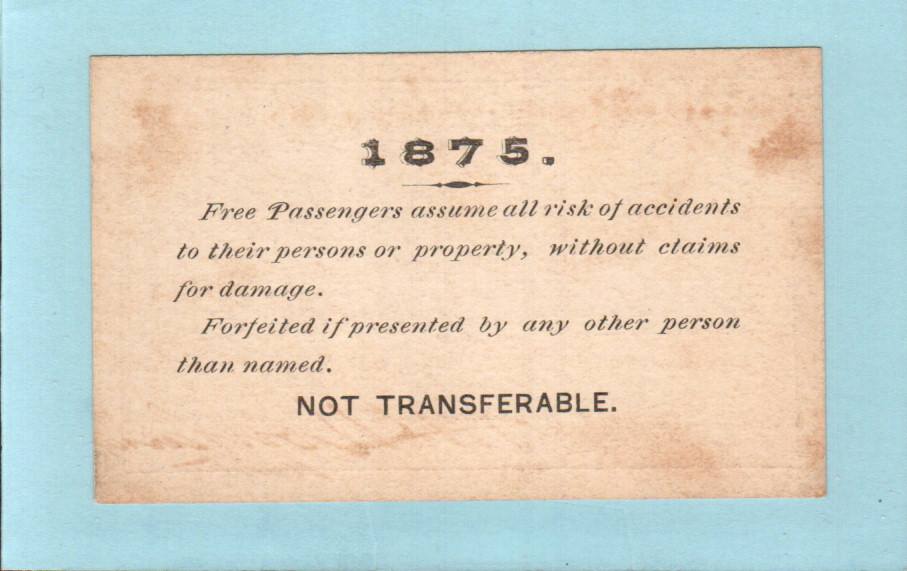 1875.
Free Passengers assume all risk of accidents
to their persons or property, without claims
for damage.
Forfeited if presented by any other person
than named.
NOT TRANSFERABLE.